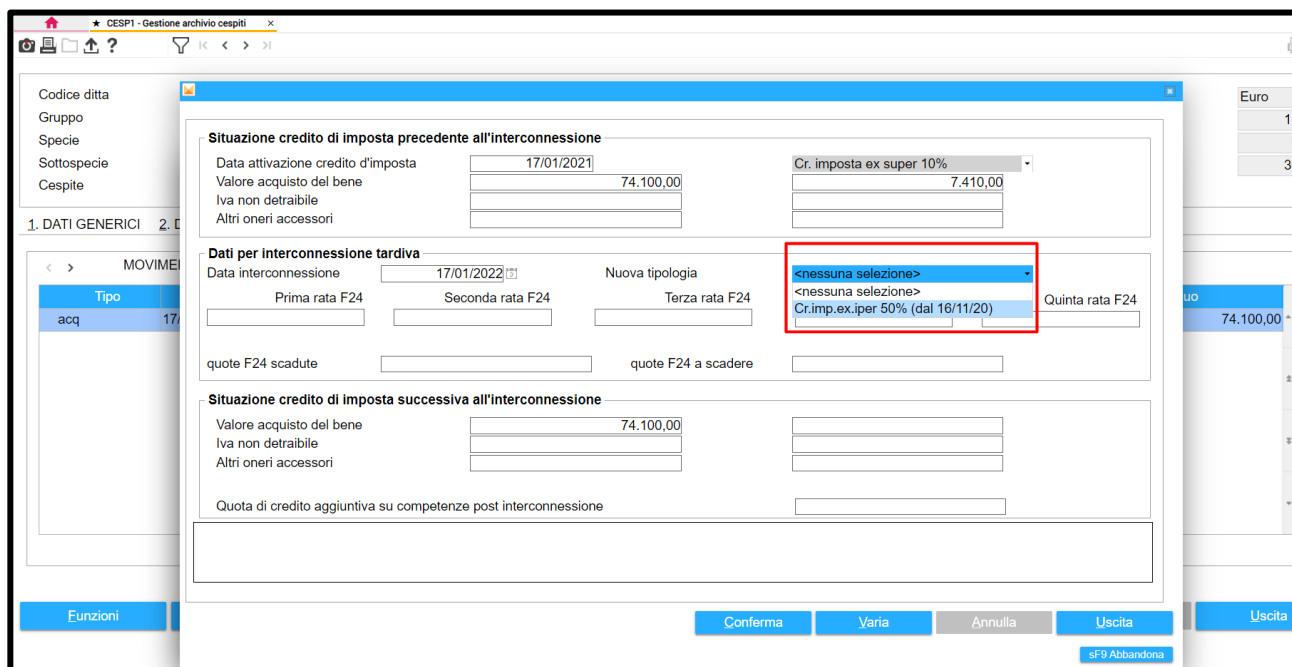 ★ CESP1 - Gestione archivio cespiti ×
?
Codice ditta
Gruppo
Specie
Sottospecie
Cespite
Euro
1
3
1. DATI GENERICI 2. D
MOVIME
Tipo
uo
acq 17/
74.100,00
Situazione credito di imposta precedente all'interconnessione
Data attivazione credito d'imposta 17/01/2021 Cr. imposta ex super 10%
Valore acquisto del bene 74.100,00 7.410,00
Iva non detraibile
Altri oneri accessori
Dati per interconnessione tardiva
Data interconnessione 17/01/2022 Nuova tipologia <nessuna selezione>
<nessuna selezione>
Cr.imp.ex.iper 50% (dal 16/11/20)
Prima rata F24 Seconda rata F24 Terza rata F24 Quinta rata F24
quote F24 scadute quote F24 a scadere
Situazione credito di imposta successiva all'interconnessione
Valore acquisto del bene 74.100,00
Iva non detraibile
Altri oneri accessori
Quota di credito aggiuntiva su competenze post interconnessione
Funzioni
Conferma Varia Annulla Uscita
Uscita
sF9 Abbandona